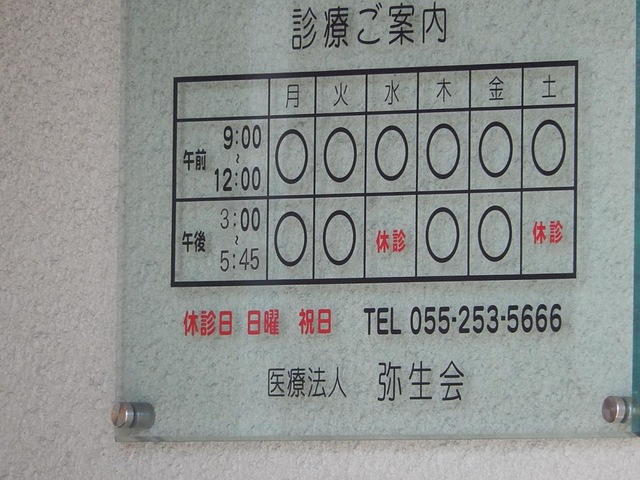 診療ご案内
月 火 水 木 金 土
午前 9:00~12:00 ○ ○ ○ ○ ○ ○
午後 3:00~5:45 ○ ○ 休診 ○ ○ 休診
休診日 日曜 祝日 TEL 055-253-5666
医療法人 弥生会